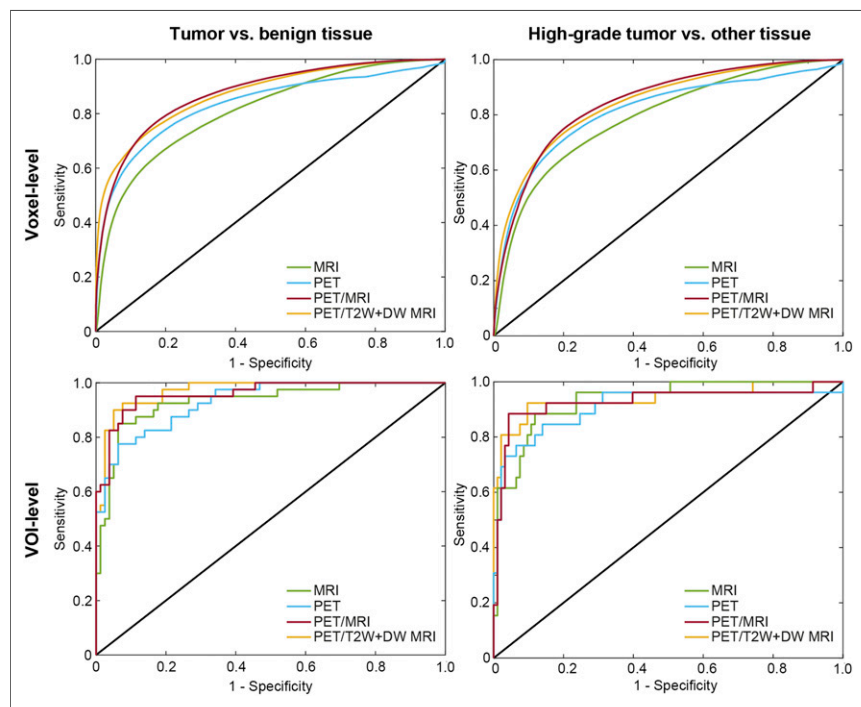 Tumor vs. benign tissue
High-grade tumor vs. other tissue
Voxel-level
Sensitivity
1.0
0.8
0.6
0.4
0.2
0
MRI
PET
PET/MRI
PET/T2W+DW MRI
0 0.2 0.4 0.6 0.8 1.0
1 - Specificity
Sensitivity
1.0
0.8
0.6
0.4
0.2
0
MRI
PET
PET/MRI
PET/T2W+DW MRI
0 0.2 0.4 0.6 0.8 1.0
1 - Specificity
VOI-level
Sensitivity
1.0
0.8
0.6
0.4
0.2
0
MRI
PET
PET/MRI
PET/T2W+DW MRI
0 0.2 0.4 0.6 0.8 1.0
1 - Specificity
Sensitivity
1.0
0.8
0.6
0.4
0.2
0
MRI
PET
PET/MRI
PET/T2W+DW MRI
0 0.2 0.4 0.6 0.8 1.0
1 - Specificity